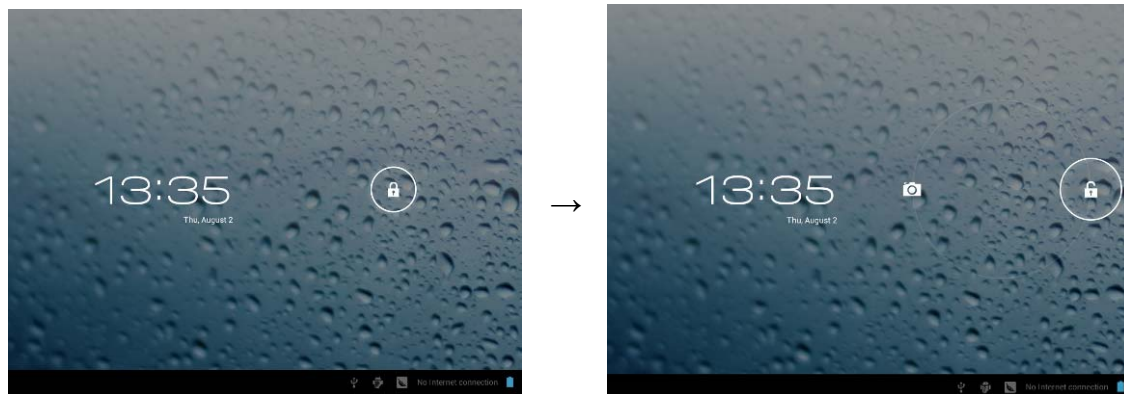 13:35
Thu, August 2
No Internet connection
→
13:35
Thu, August 2
No Internet connection